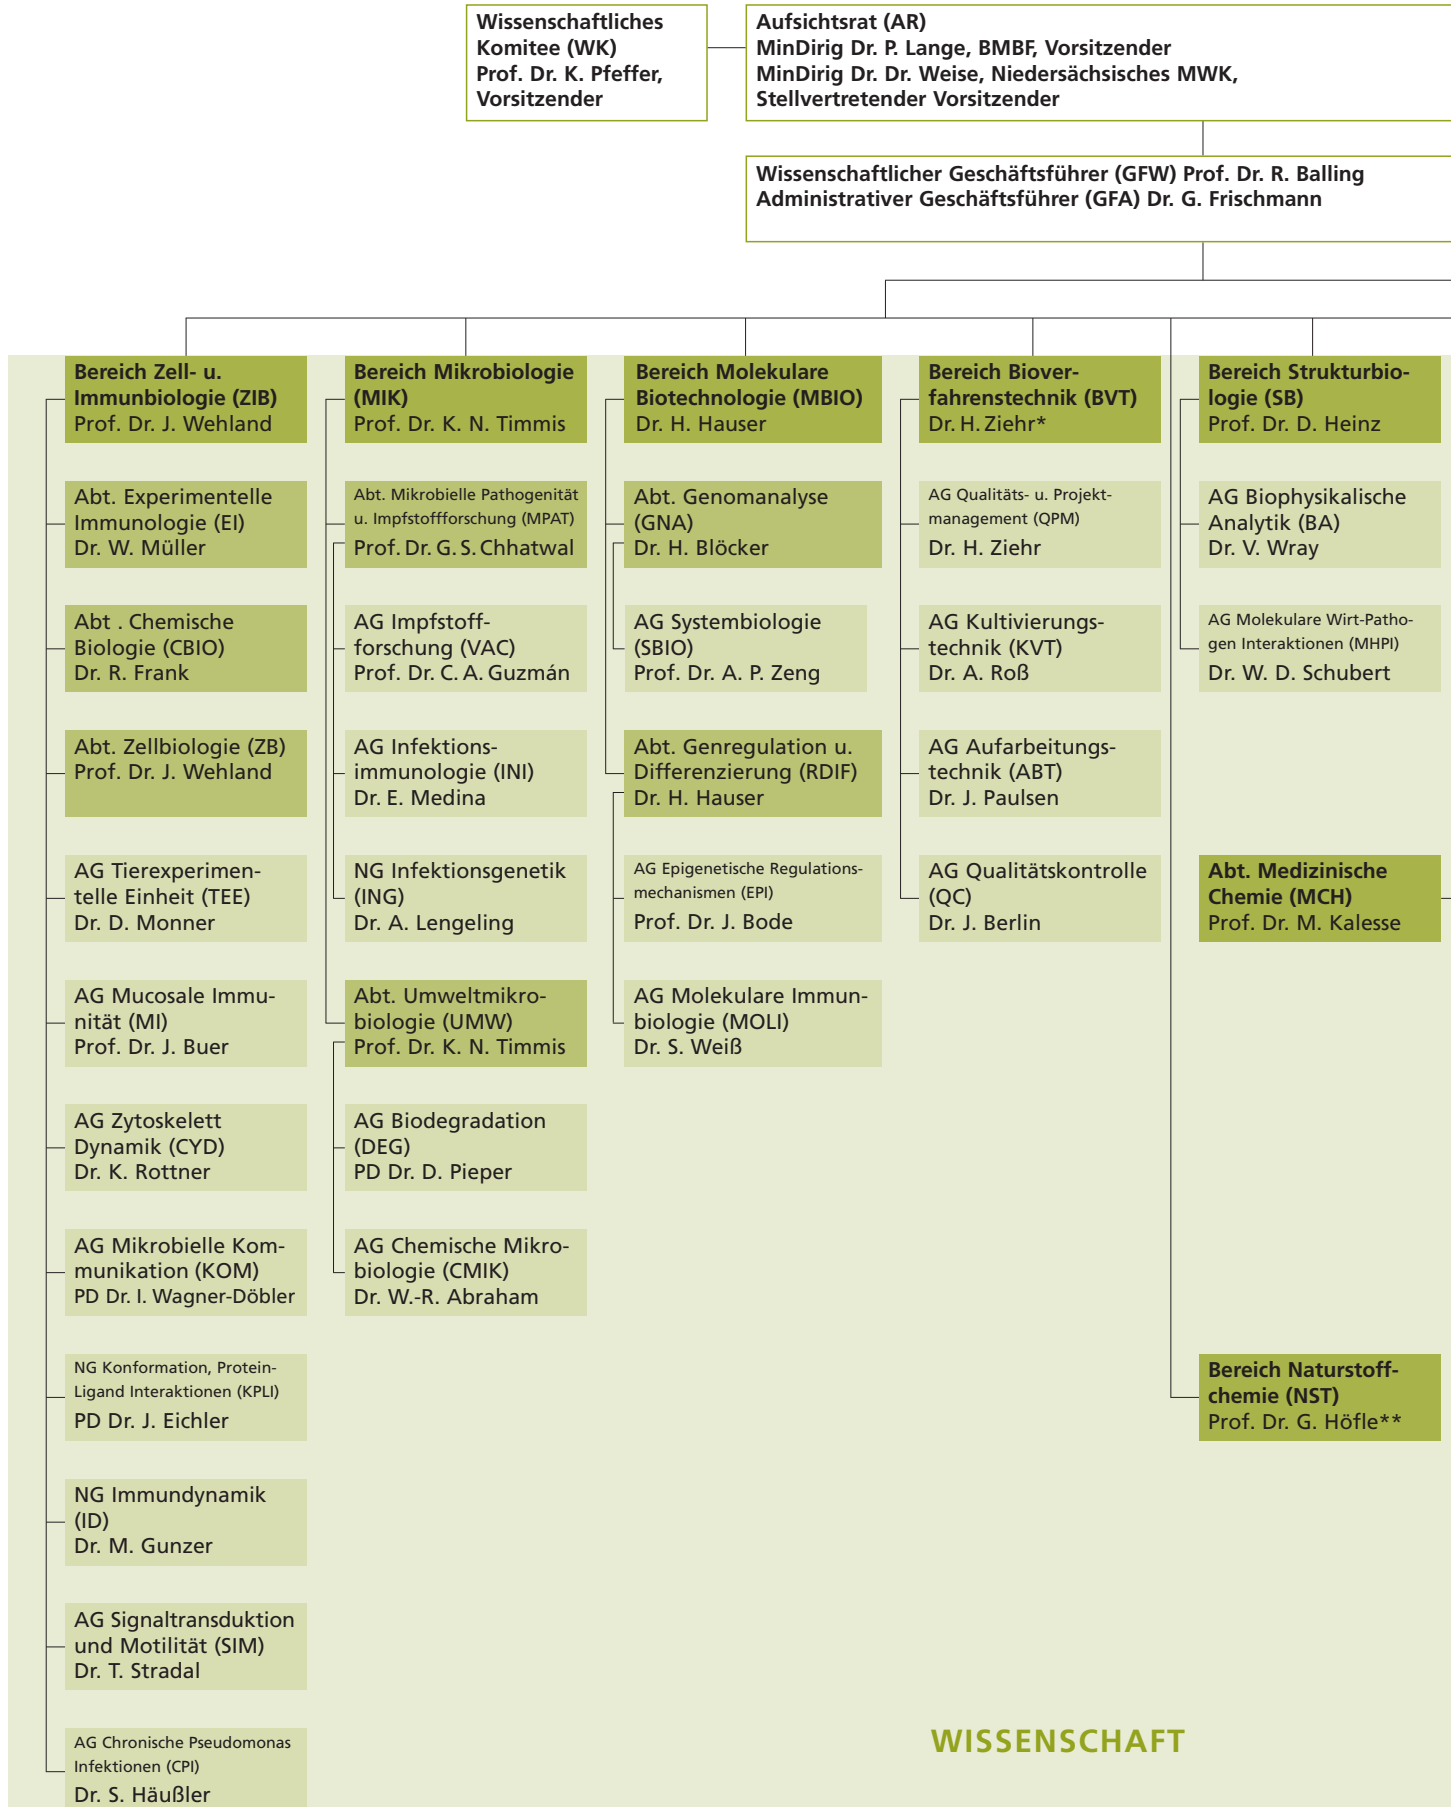 Wissenschaftliches
Komitee (WK)
Prof. Dr. K. Pfeffer,
Vorsitzender
Aufsichtsrat (AR)
MinDirig Dr. P. Lange, BMBF, Vorsitzender
MinDirig Dr. Dr. Weise, Niedersächsisches MWK,
Stellvertretender Vorsitzender
Wissenschaftlicher Geschäftsführer (GFW) Prof. Dr. R. Balling
Administrativer Geschäftsführer (GFA) Dr. G. Frischmann
Bereich Zell- u.
Immunbiologie (ZIB)
Prof. Dr. J. Wehland
Abt. Experimentelle
Immunologie (EI)
Dr. W. Müller
Abt . Chemische
Biologie (CBIO)
Dr. R. Frank
Abt. Zellbiologie (ZB)
Prof. Dr. J. Wehland
AG Tierexperimen-
telle Einheit (TEE)
Dr. D. Monner
AG Mucosale Immu-
nität (MI)
Prof. Dr. J. Buer
AG Zytoskelett
Dynamik (CYD)
Dr. K. Rottner
AG Mikrobielle Kom-
munikation (KOM)
PD Dr. I. Wagner-Döbler
NG Konformation, Protein-
Ligand Interaktionen (KPLI)
PD Dr. J. Eichler
NG Immundynamik
(ID)
Dr. M. Gunzer
AG Signaltransduktion
und Motilität (SIM)
Dr. T. Stradal
AG Chronische Pseudomonas
Infektionen (CPI)
Dr. S. Häußler
Bereich Mikrobiologie
(MIK)
Prof. Dr. K. N. Timmis
Abt. Mikrobielle Pathogenität
u. Impfstoffforschung (MPAT)
Prof. Dr. G. S. Chhatwal
AG Impfstoff-
forschung (VAC)
Prof. Dr. C. A. Guzmán
AG Infektions-
immunologie (INI)
Dr. E. Medina
NG Infektionsgenetik
(ING)
Dr. A. Lengeling
Abt. Umweltmikro-
biologie (UMW)
Prof. Dr. K. N. Timmis
AG Biodegradation
(DEG)
PD Dr. D. Pieper
AG Chemische Mikro-
biologie (CMIK)
Dr. W.-R. Abraham
Bereich Molekulare
Biotechnologie (MBIO)
Dr. H. Hauser
Abt. Genomanalyse
(GNA)
Dr. H. Blöcker
AG Systembiologie
(SBIO)
Prof. Dr. A. P. Zeng
Abt. Genregulation u.
Differenzierung (RDIF)
Dr. H. Hauser
AG Epigenetische Regulations-
mechanismen (EPI)
Prof. Dr. J. Bode
AG Molekulare Immun-
biologie (MOLI)
Dr. S. Weiß
Bereich Biover-
fahrenstechnik (BVT)
Dr. H. Ziehr*
AG Qualitäts- u. Projekt-
management (QPM)
Dr. H. Ziehr
AG Kultivierungs-
technik (KVT)
Dr. A. Roß
AG Aufarbeitungs-
technik (ABT)
Dr. J. Paulsen
AG Qualitätskontrolle
(QC)
Dr. J. Berlin
Bereich Strukturbio-
logie (SB)
Prof. Dr. D. Heinz
AG Biophysikalische
Analytik (BA)
Dr. V. Wray
AG Molekulare Wirt-Patho-
gen Interaktionen (MHPI)
Dr. W. D. Schubert
Abt. Medizinische
Chemie (MCH)
Prof. Dr. M. Kalesse
Bereich Naturstoff-
chemie (NST)
Prof. Dr. G. Höfle**
WISSENSCHAFT